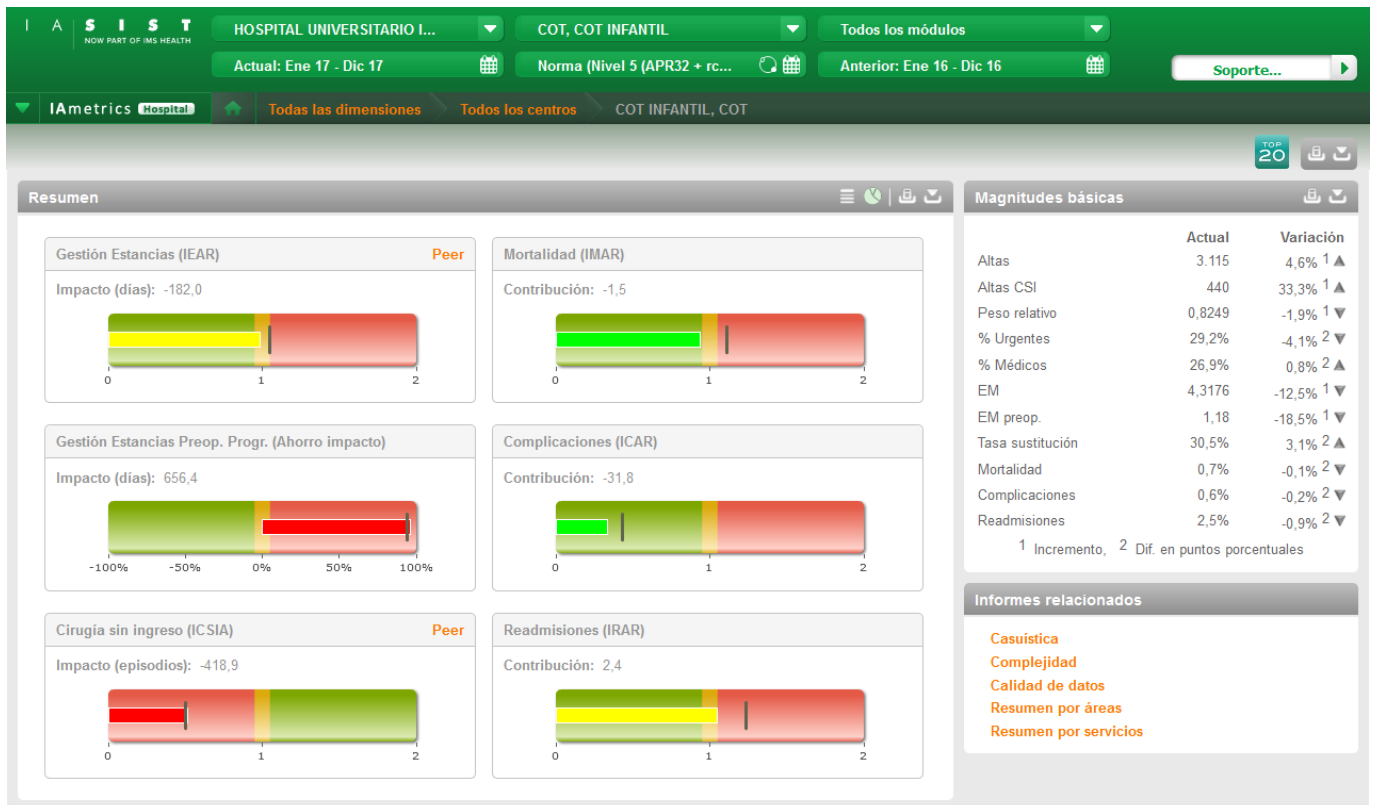 I A S I S T
NOW PART OF IMS HEALTH
HOSPITAL UNIVERSITARIO I...
COT, COT INFANTIL
Todos los módulos
Actual: Ene 17 - Dic 17
Norma (Nivel 5 (APR32 + rc...
Anterior: Ene 16 - Dic 16
Soporte...
IAmetrics Hospital
Todas las dimensiones
Todos los centros
COT INFANTIL, COT
TOP 20
Resumen
Gestión Estancias (IEAR) Peer
Impacto (días): -182,0
0 1 2
Mortalidad (IMAR)
Contribución: -1,5
0 1 2
Gestión Estancias Preop. Progr. (Ahorro impacto)
Impacto (días): 656,4
-100% -50% 0% 50% 100%
Complicaciones (ICAR)
Contribución: -31,8
0 1 2
Cirugía sin ingreso (ICSIA) Peer
Impacto (episodios): -418,9
0 1 2
Readmisiones (IRAR)
Contribución: 2,4
0 1 2
Magnitudes básicas
Actual Variación
Altas 3.115 4,6% 1
Altas CSI 440 33,3% 1
Peso relativo 0,8249 -1,9% 1
% Urgentes 29,2% -4,1% 2
% Médicos 26,9% 0,8% 2
EM 4,3176 -12,5% 1
EM preop. 1,18 -18,5% 1
Tasa sustitución 30,5% 3,1% 2
Mortalidad 0,7% -0,1% 2
Complicaciones 0,6% -0,2% 2
Readmisiones 2,5% -0,9% 2
1 Incremento, 2 Dif. en puntos porcentuales
Informes relacionados
Casuística
Complejidad
Calidad de datos
Resumen por áreas
Resumen por servicios